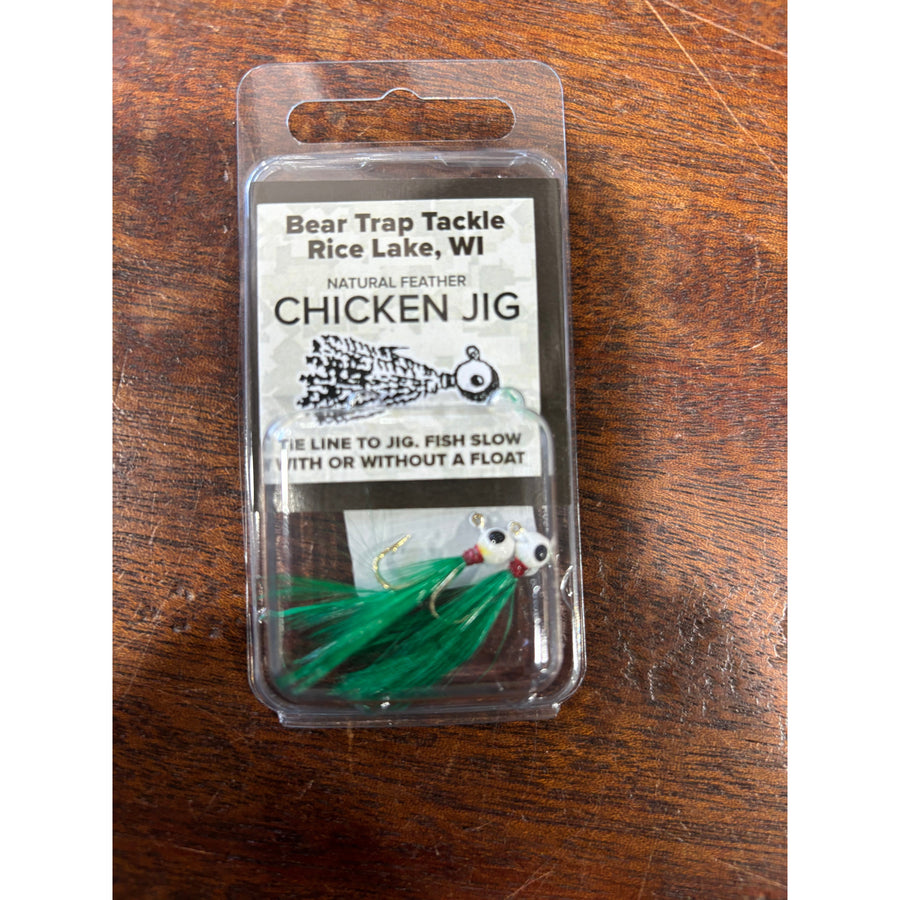 Bear Trap Tackle
Rice Lake, WI
NATURAL FEATHER
CHICKEN JIG
TIE LINE TO JIG. FISH SLOW
WITH OR WITHOUT A FLOAT